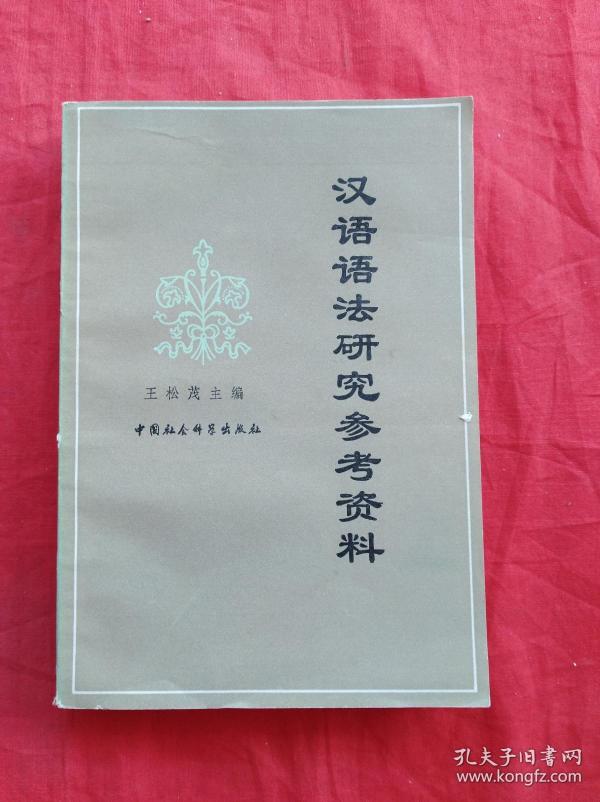 汉语语法研究参考资料
王松茂主编
中国社会科学出版社
孔夫子旧书网
www.kongfz.com